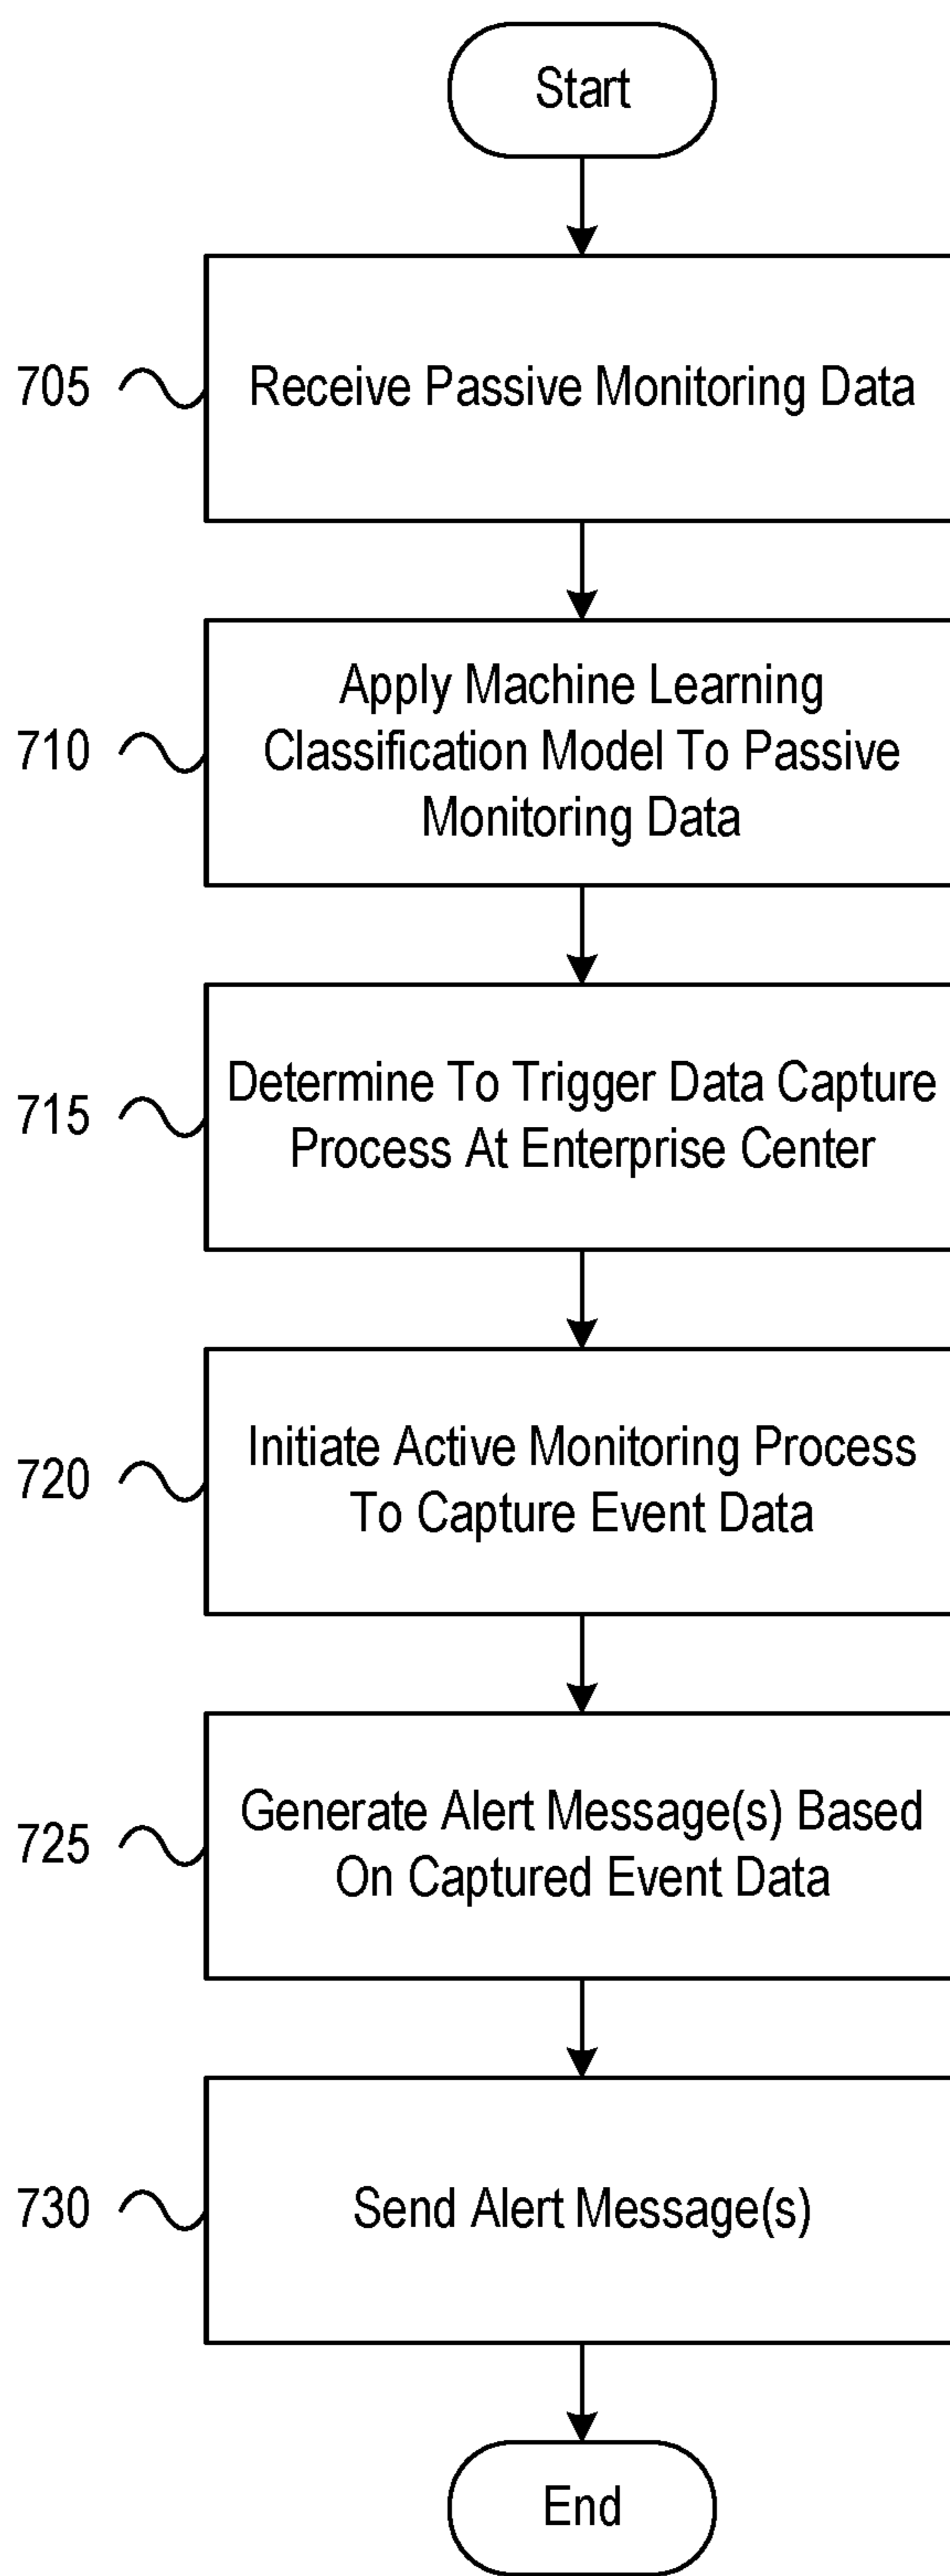 Start
705
Receive Passive Monitoring Data
710
Apply Machine Learning
Classification Model To Passive
Monitoring Data
715
Determine To Trigger Data Capture
Process At Enterprise Center
720
Initiate Active Monitoring Process
To Capture Event Data
725
Generate Alert Message(s) Based
On Captured Event Data
730
Send Alert Message(s)
End